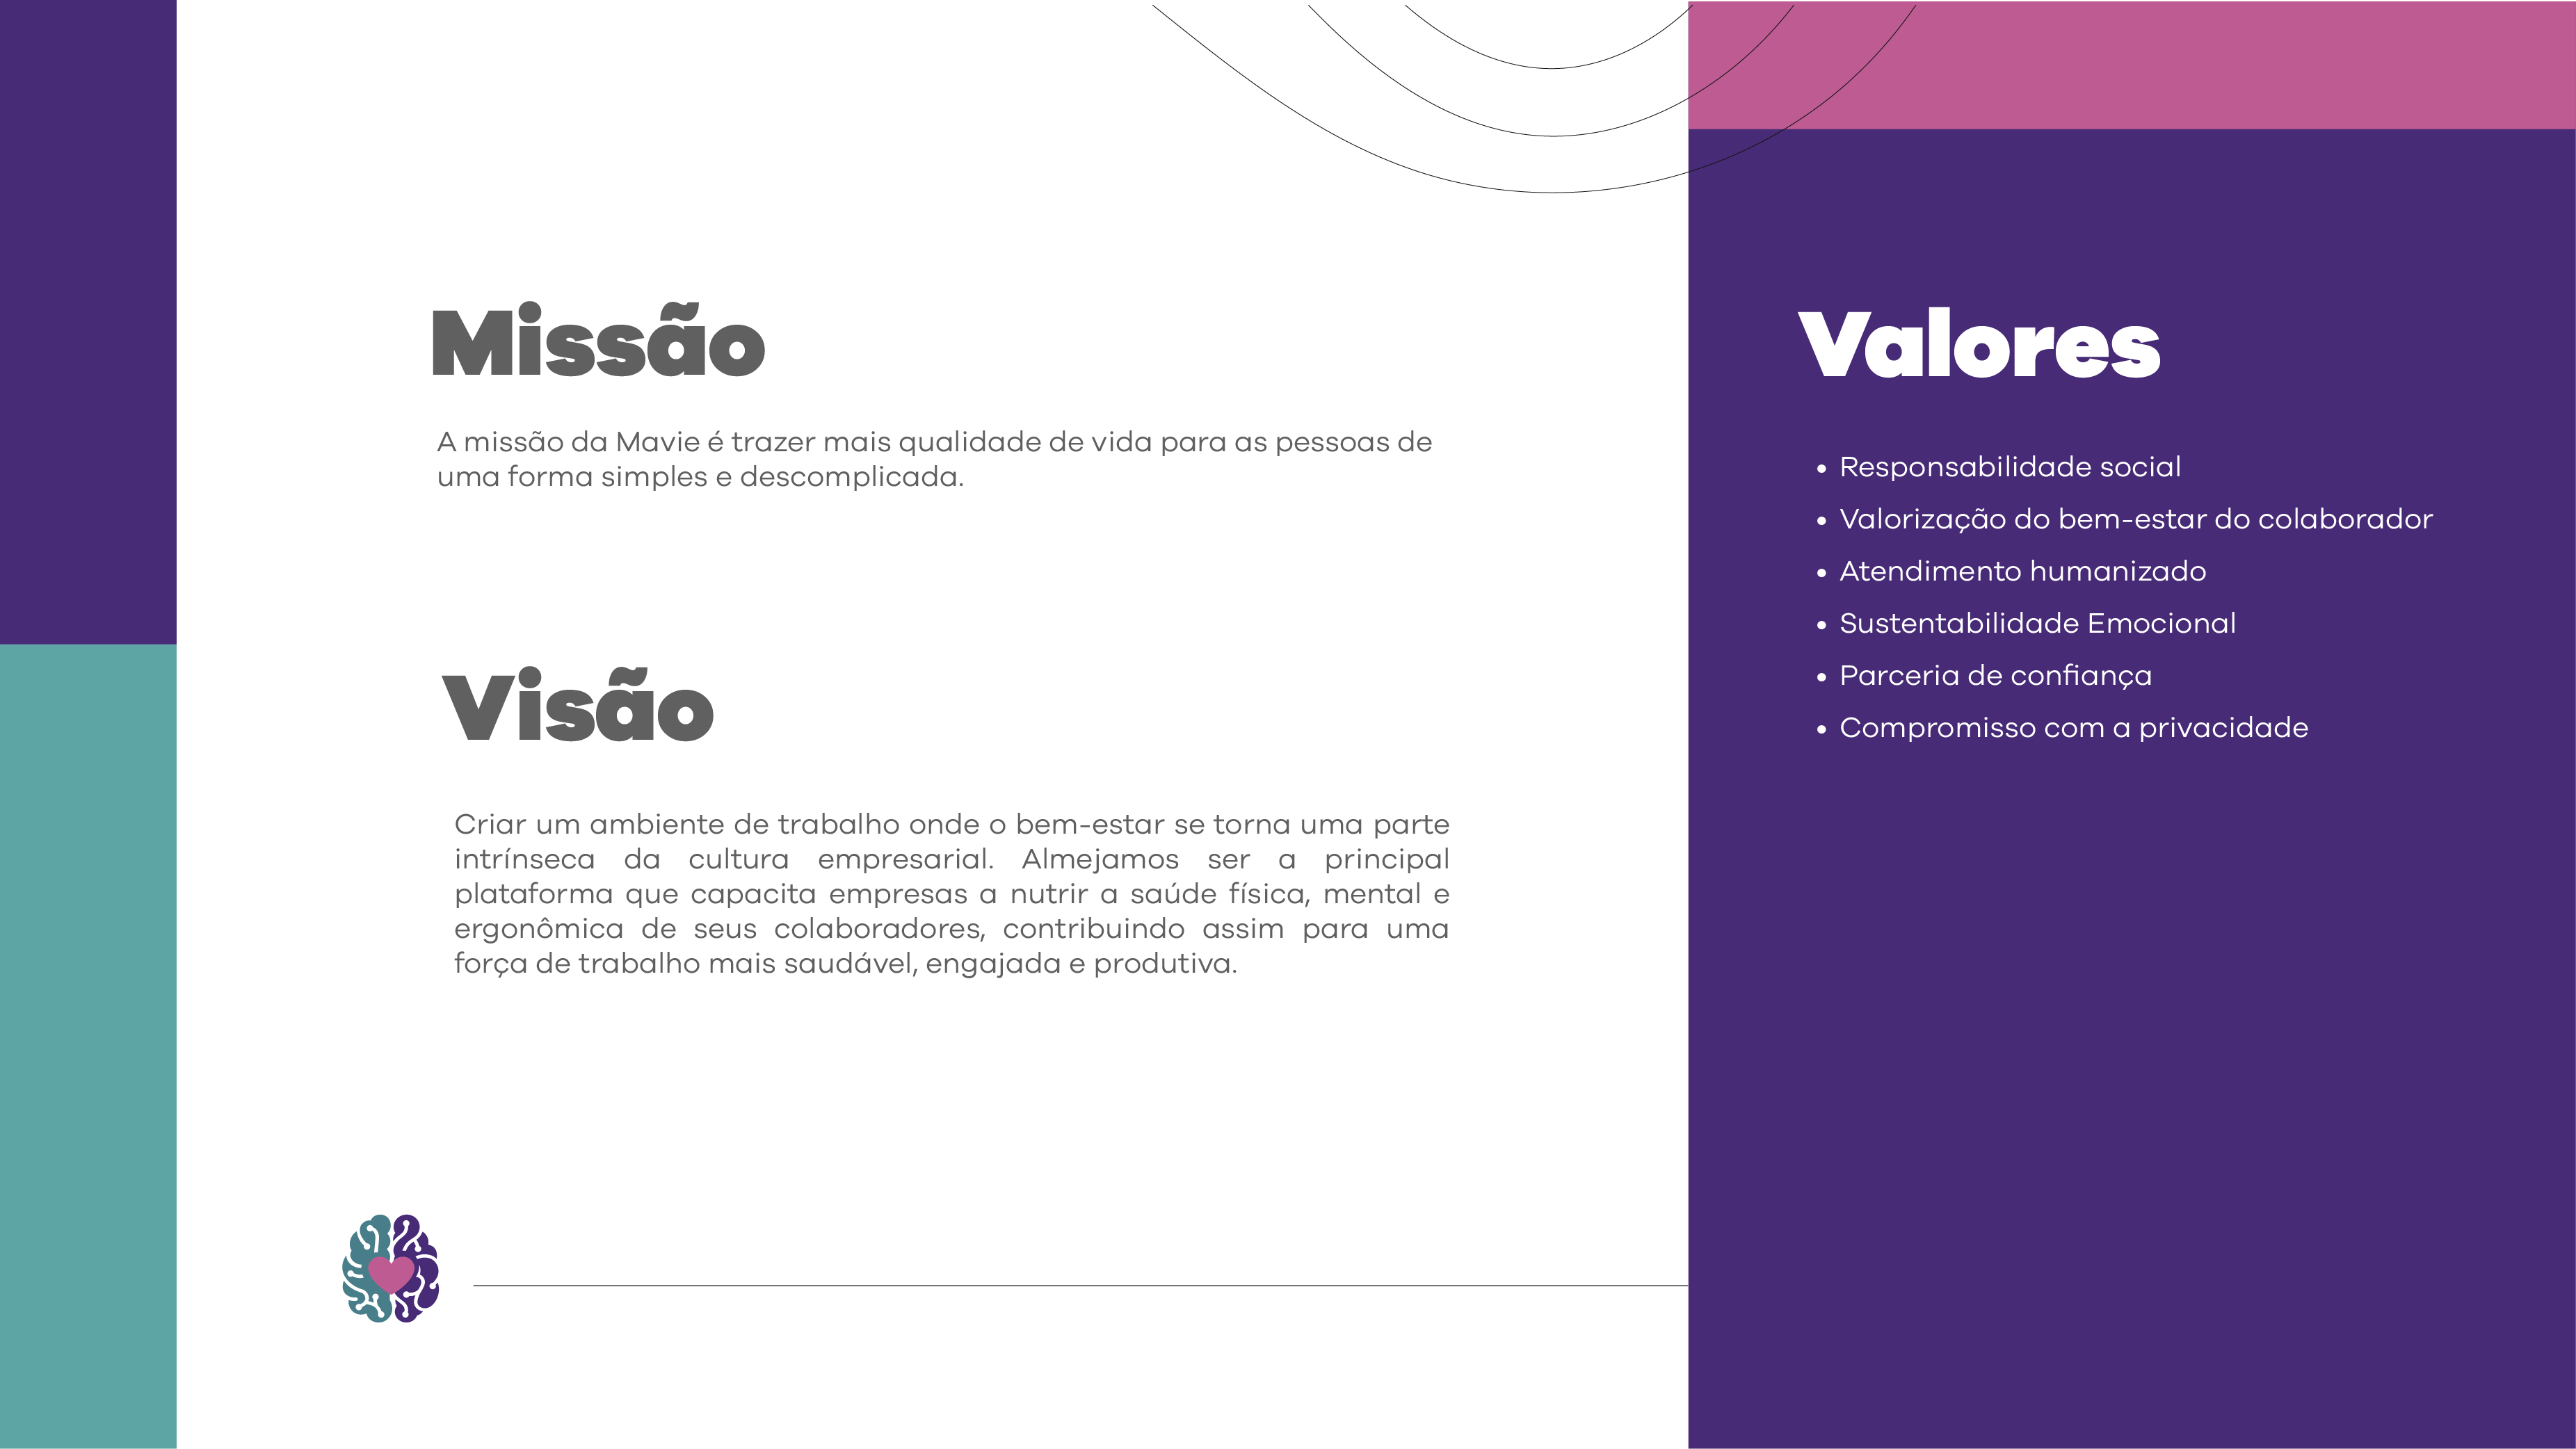 Missão
A missão da Mavie é trazer mais qualidade de vida para as pessoas de
uma forma simples e descomplicada.
Visão
Criar um ambiente de trabalho onde o bem-estar se torna uma parte
intrínseca da cultura empresarial. Almejamos ser a principal
plataforma que capacita empresas a nutrir a saúde física, mental e
ergonômica de seus colaboradores, contribuindo assim para uma
força de trabalho mais saudável, engajada e produtiva.
Valores
• Responsabilidade social
• Valorização do bem-estar do colaborador
• Atendimento humanizado
• Sustentabilidade Emocional
• Parceria de confiança
• Compromisso com a privacidade